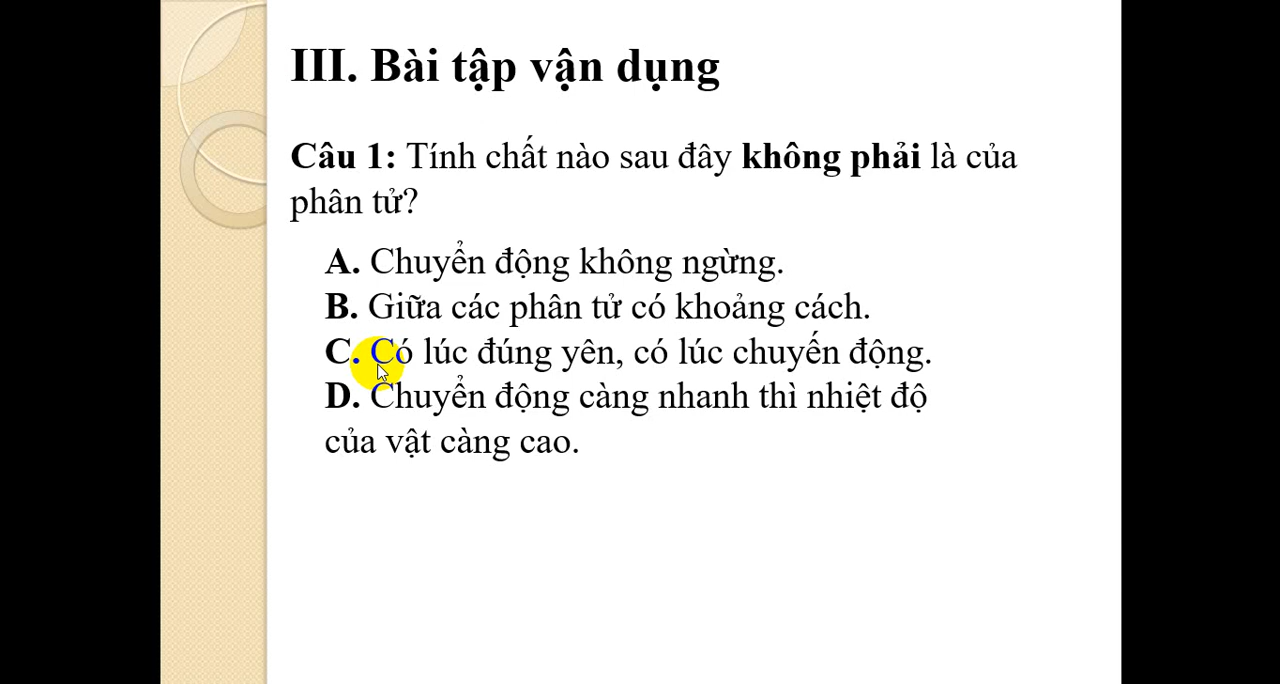 III. Bài tập vận dụng
Câu 1: Tính chất nào sau đây không phải là của
phân tử?
A. Chuyển động không ngừng.
B. Giữa các phân tử có khoảng cách.
C. Có lúc đúng yên, có lúc chuyến động.
D. Chuyển động càng nhanh thì nhiệt độ
của vật càng cao.